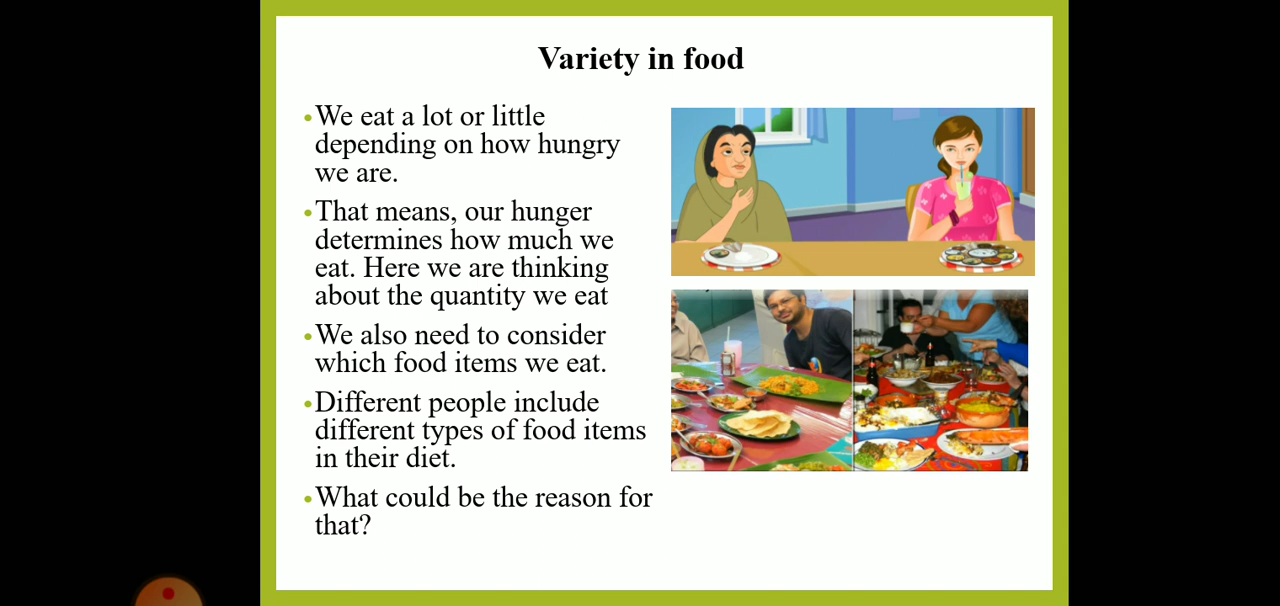 Variety in food
•We eat a lot or little
depending on how hungry
we are.
•That means, our hunger
determines how much we
eat. Here we are thinking
about the quantity we eat
•We also need to consider
which food items we eat.
•Different people include
different types of food items
in their diet.
•What could be the reason for
that?